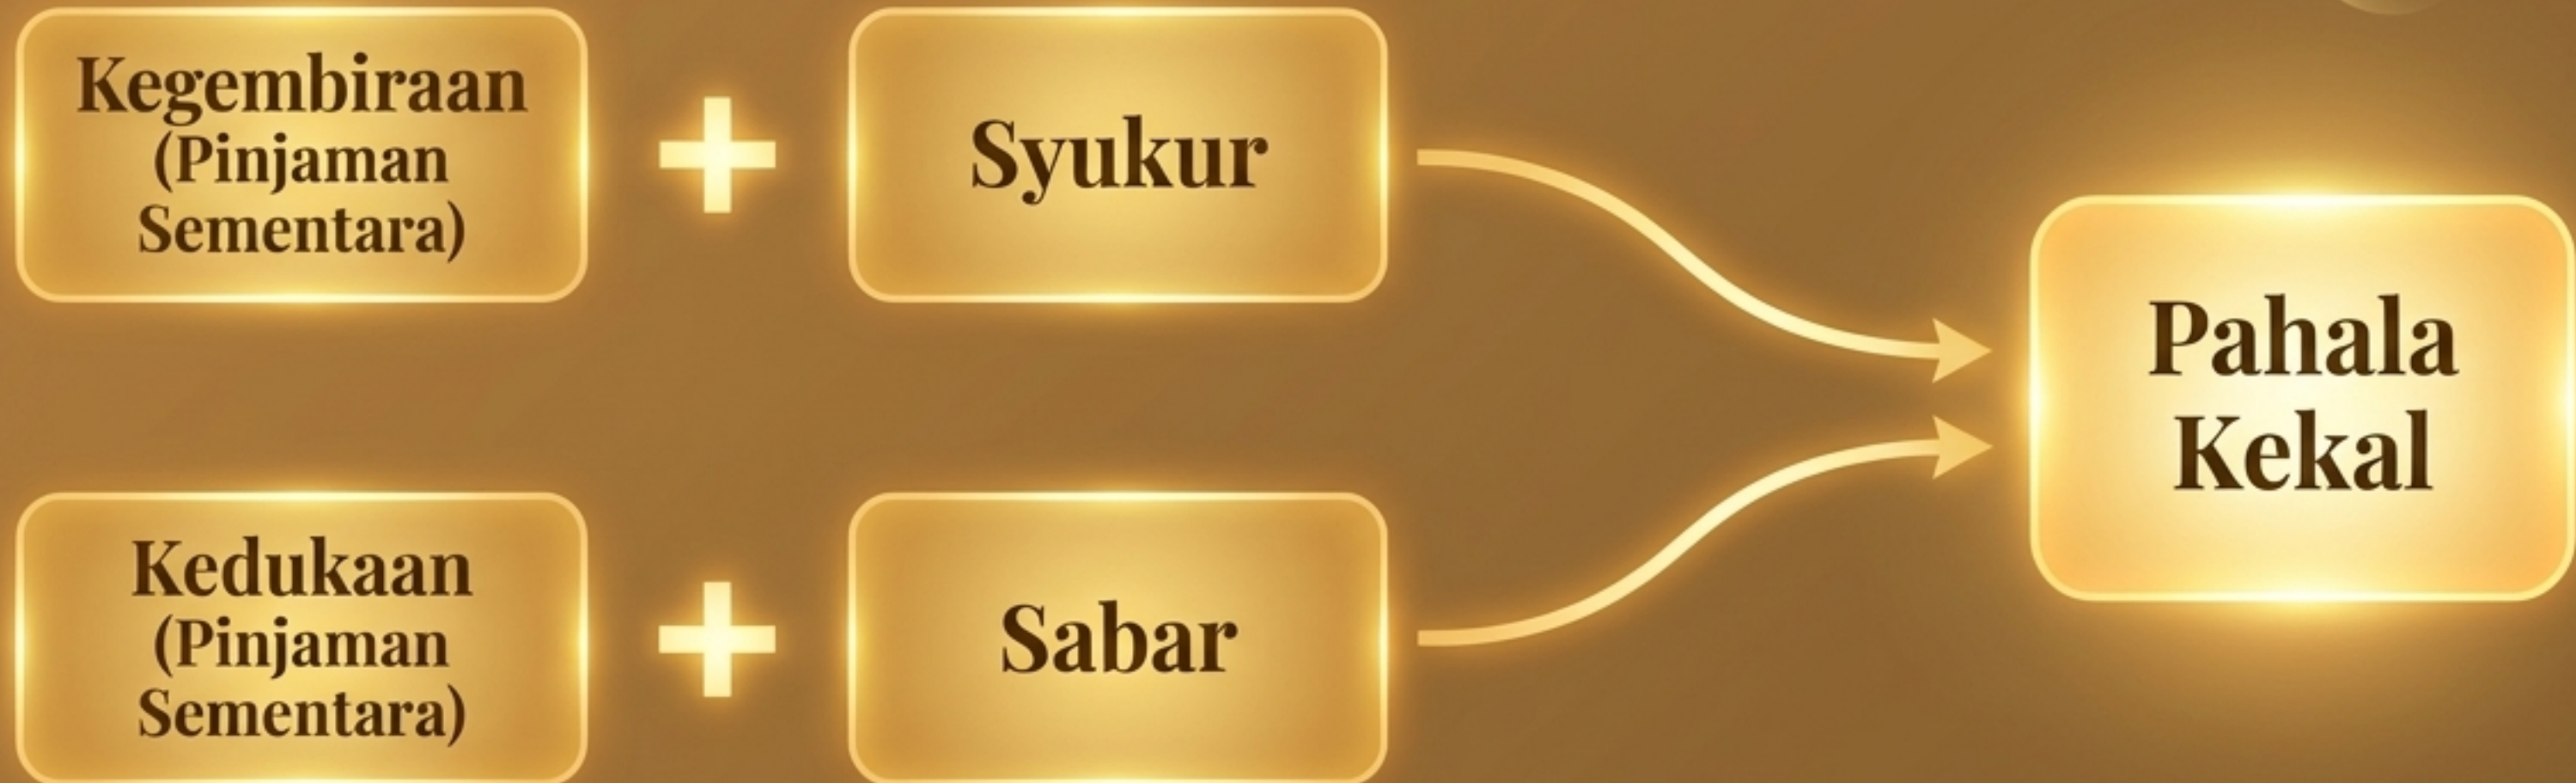 Kegembiraan
(Pinjaman
Sementara)
+
Syukur
Kedukaan
(Pinjaman
Sementara)
+
Sabar
Pahala
Kekal